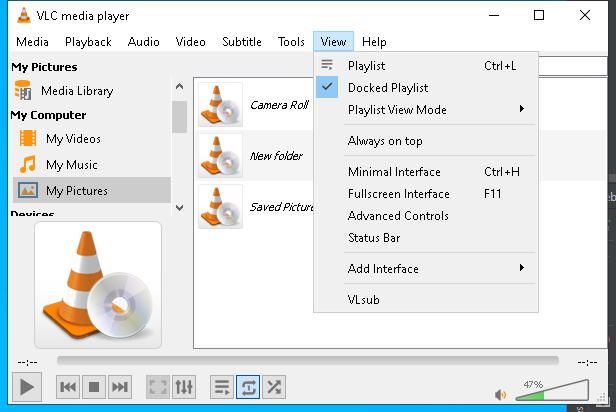 VLC media player
Media Playback Audio Video Subtitle Tools View Help
My Pictures
Media Library
My Computer
My Videos
My Music
My Pictures
Devices
Camera Roll
New folder
Saved Picture
Playlist Ctrl+L
Docked Playlist
Playlist View Mode
Always on top
Minimal Interface Ctrl+H
Fullscreen Interface F11
Advanced Controls
Status Bar
Add Interface
VLsub
--:-- --:--
47%